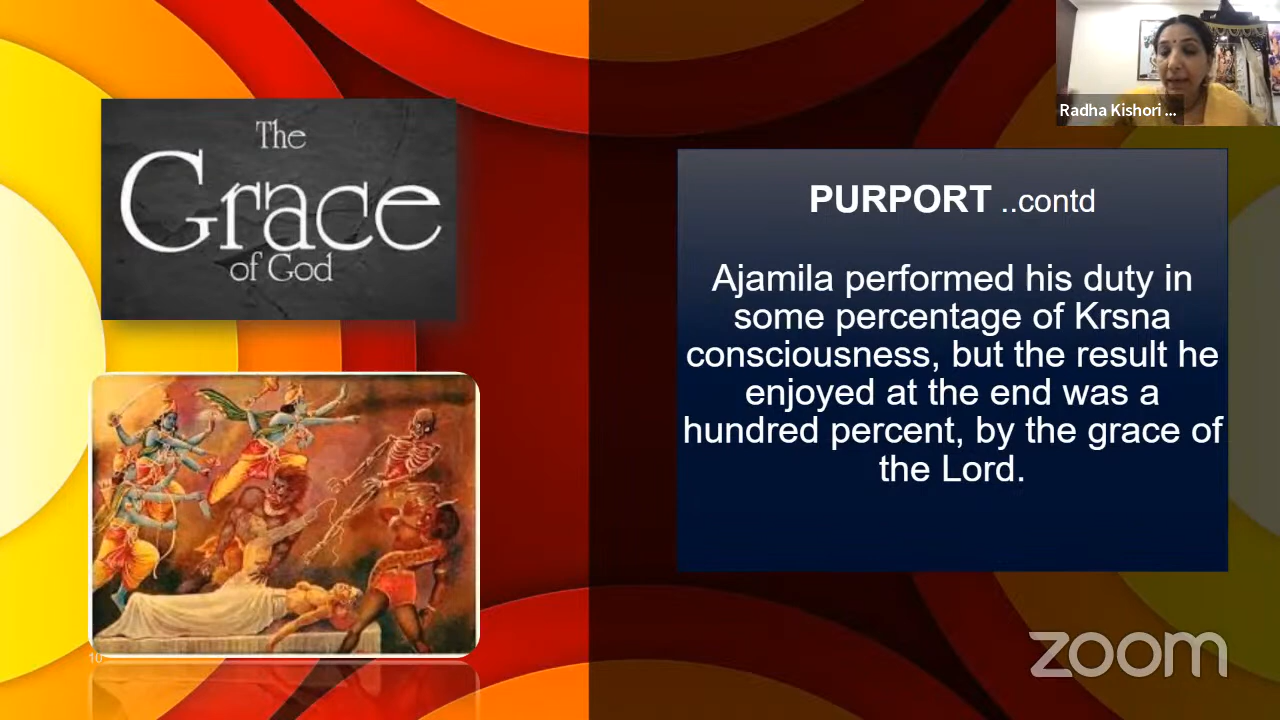 The
Grace
of God
Radha Kishori ...
PURPORT ..contd
Ajamila performed his duty in
some percentage of Krsna
consciousness, but the result he
enjoyed at the end was a
hundred percent, by the grace of
the Lord.
10
zoom